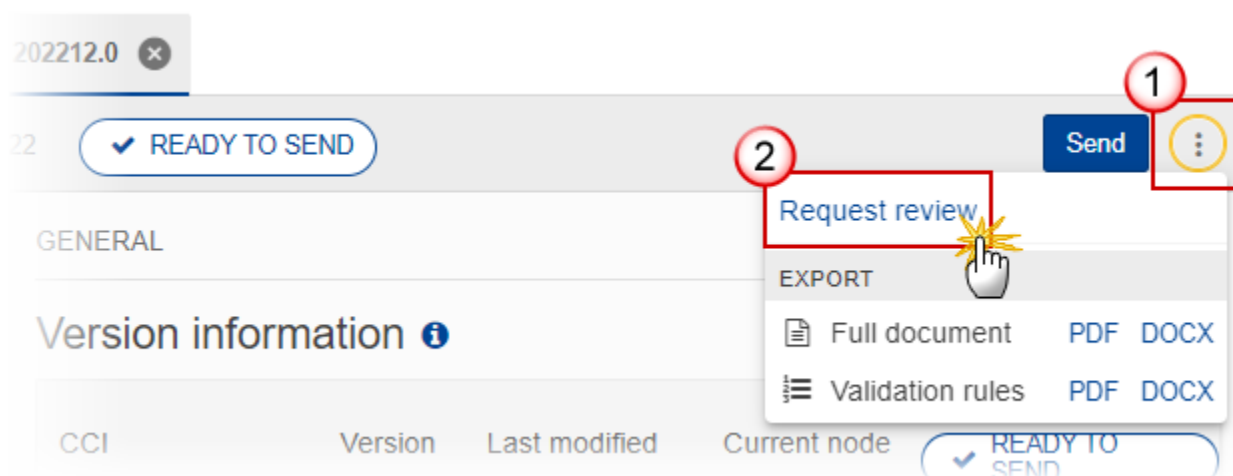 202212.0
1
22 READY TO SEND Send
2
Request review
GENERAL
EXPORT
Version information
Full document PDF DOCX
Validation rules PDF DOCX
CCI Version Last modified Current node READY TO
SEND